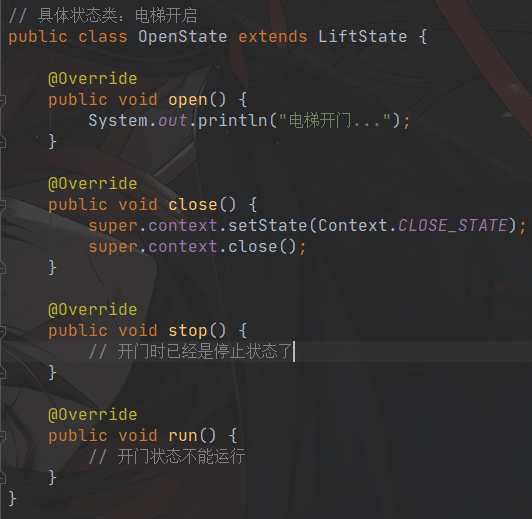 // 具体状态类：电梯开启
public class OpenState extends LiftState {
@Override
public void open() {
System.out.println("电梯开门...");
}
@Override
public void close() {
super.context.setState(Context.CLOSE_STATE);
super.context.close();
}
@Override
public void stop() {
// 开门时已经是停止状态了
}
@Override
public void run() {
// 开门状态不能运行
}
}